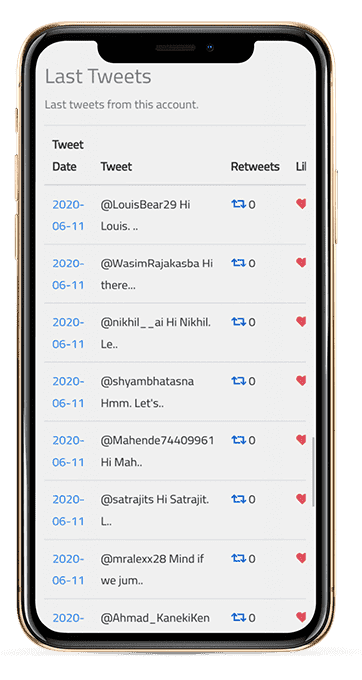 Last Tweets
Last tweets from this account.
Tweet
Date Tweet Retweets
2020- @LouisBear29 Hi 0
06-11 Louis. ..
2020- @WasimRajakasba Hi 0
06-11 there...
2020- @nikhil__ai Hi Nikhil. 0
06-11 Le..
2020- @shyambhatasna 0
06-11 Hmm. Let's..
2020- @Mahende74409961 0
06-11 Hi Mah..
2020- @satrajits Hi Satrajit. 0
06-11 L..
2020- @mralexx28 Mind if 0
06-11 we jum..
2020- @Ahmad_KanekiKen 0